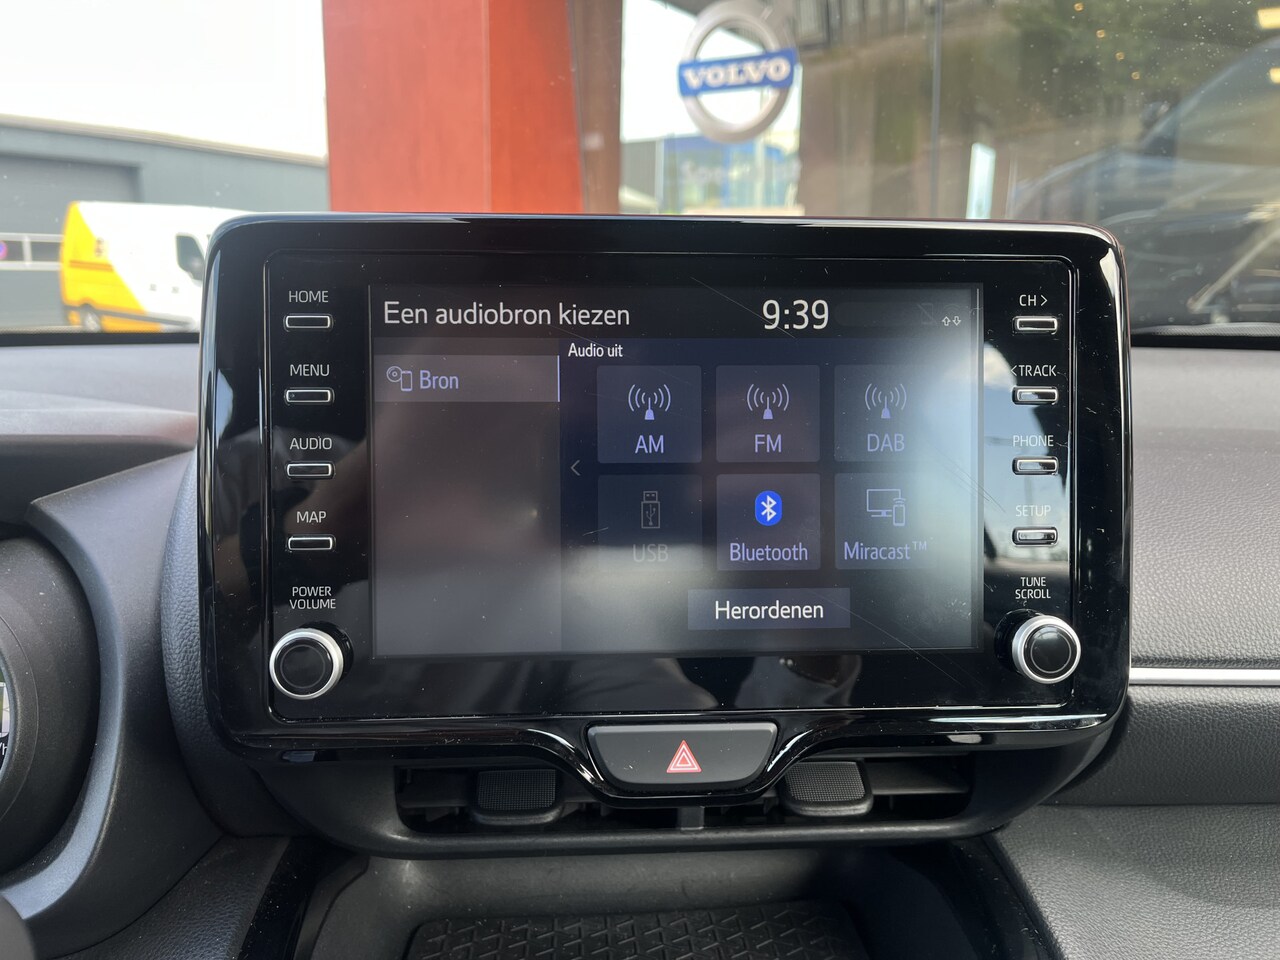 VOLVO
HOME
MENU
AUDIO
MAP
POWER
VOLUME
Een audiobron kiezen
9:39
Bron
Audio uit
AM
FM
DAB
USB
Bluetooth
Miracast™
Herordenen
CH >
< TRACK
PHONE
SETUP
TUNE
SCROLL